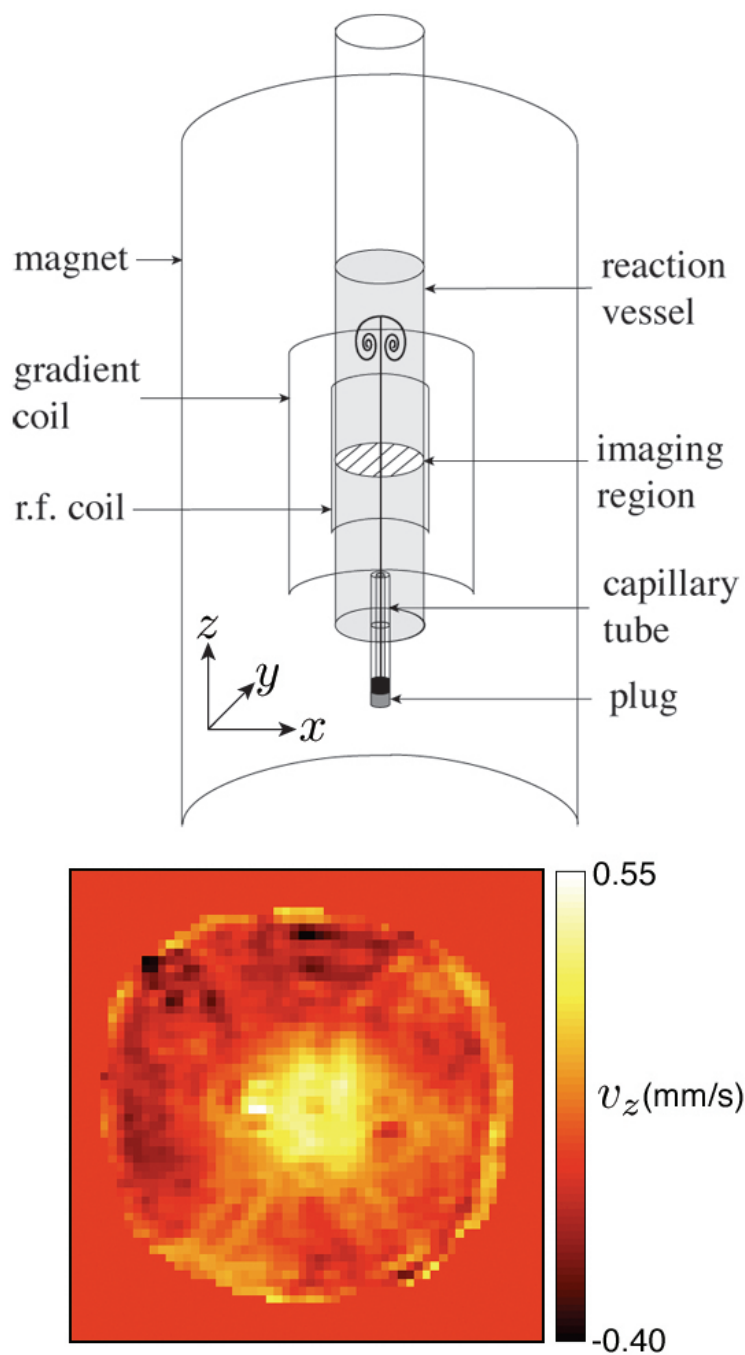 magnet
reaction
vessel
gradient
coil
imaging
region
r.f. coil
capillary
tube
z
y
x
plug
0.55
v_z(mm/s)
-0.40